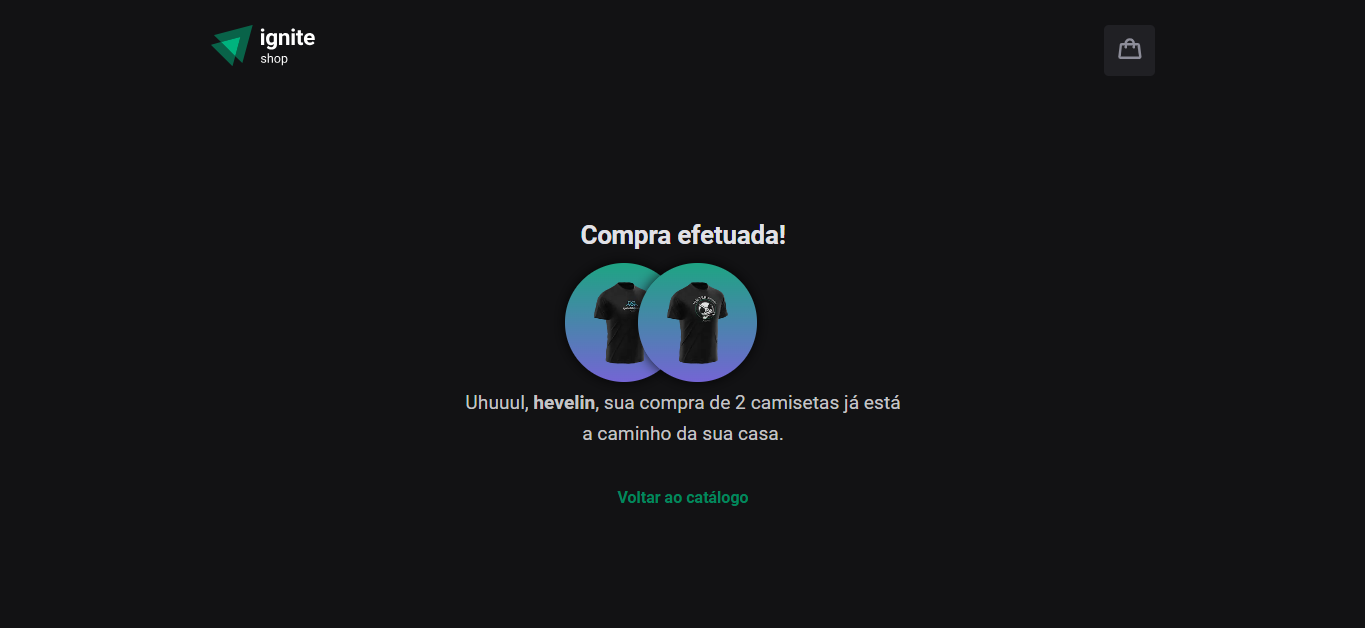 ignite
shop
Compra efetuada!
Uhuuul, hevelin, sua compra de 2 camisetas já está
a caminho da sua casa.
Voltar ao catálogo